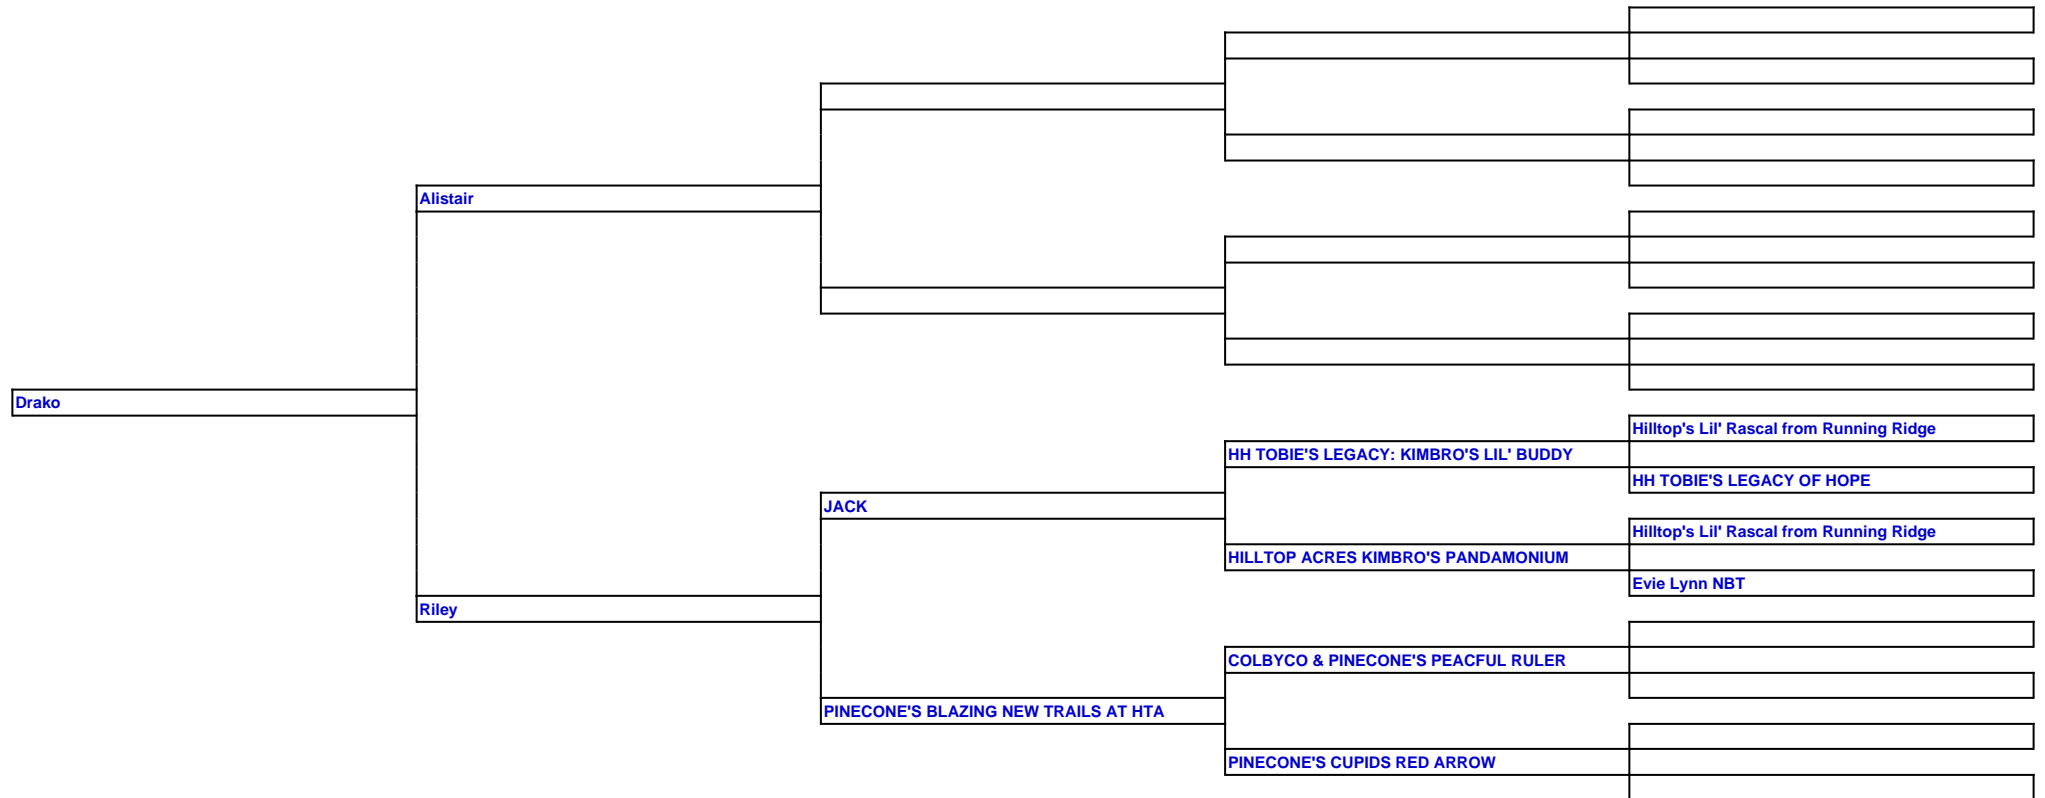 Alistair
Drako
Hilltop's Lil' Rascal from Running Ridge
HH TOBIE'S LEGACY: KIMBRO'S LIL' BUDDY
HH TOBIE'S LEGACY OF HOPE
JACK
Hilltop's Lil' Rascal from Running Ridge
HILLTOP ACRES KIMBRO'S PANDAMONIUM
Evie Lynn NBT
Riley
COLBYCO & PINECONE'S PEACFUL RULER
PINECONE'S BLAZING NEW TRAILS AT HTA
PINECONE'S CUPIDS RED ARROW